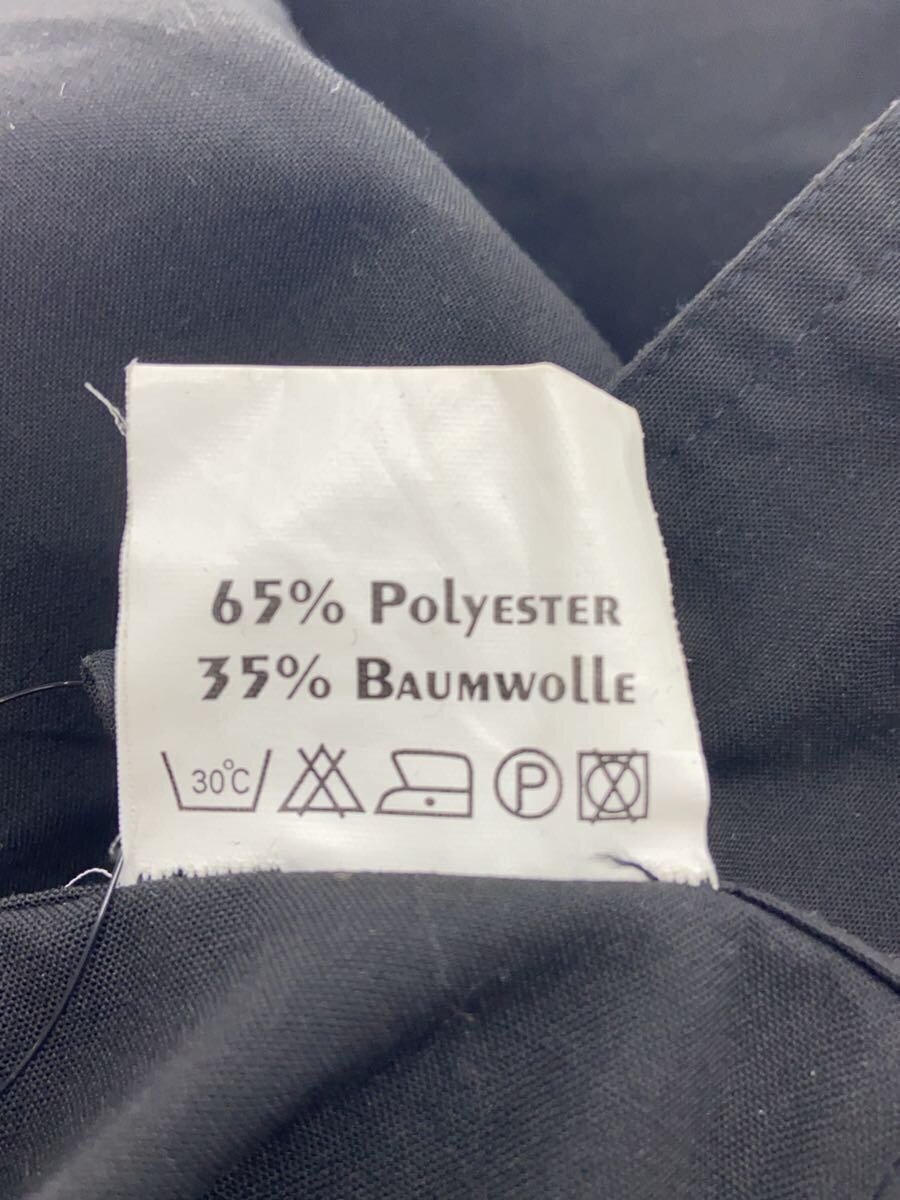 65% Polyester
35% Baumwolle
30°C P